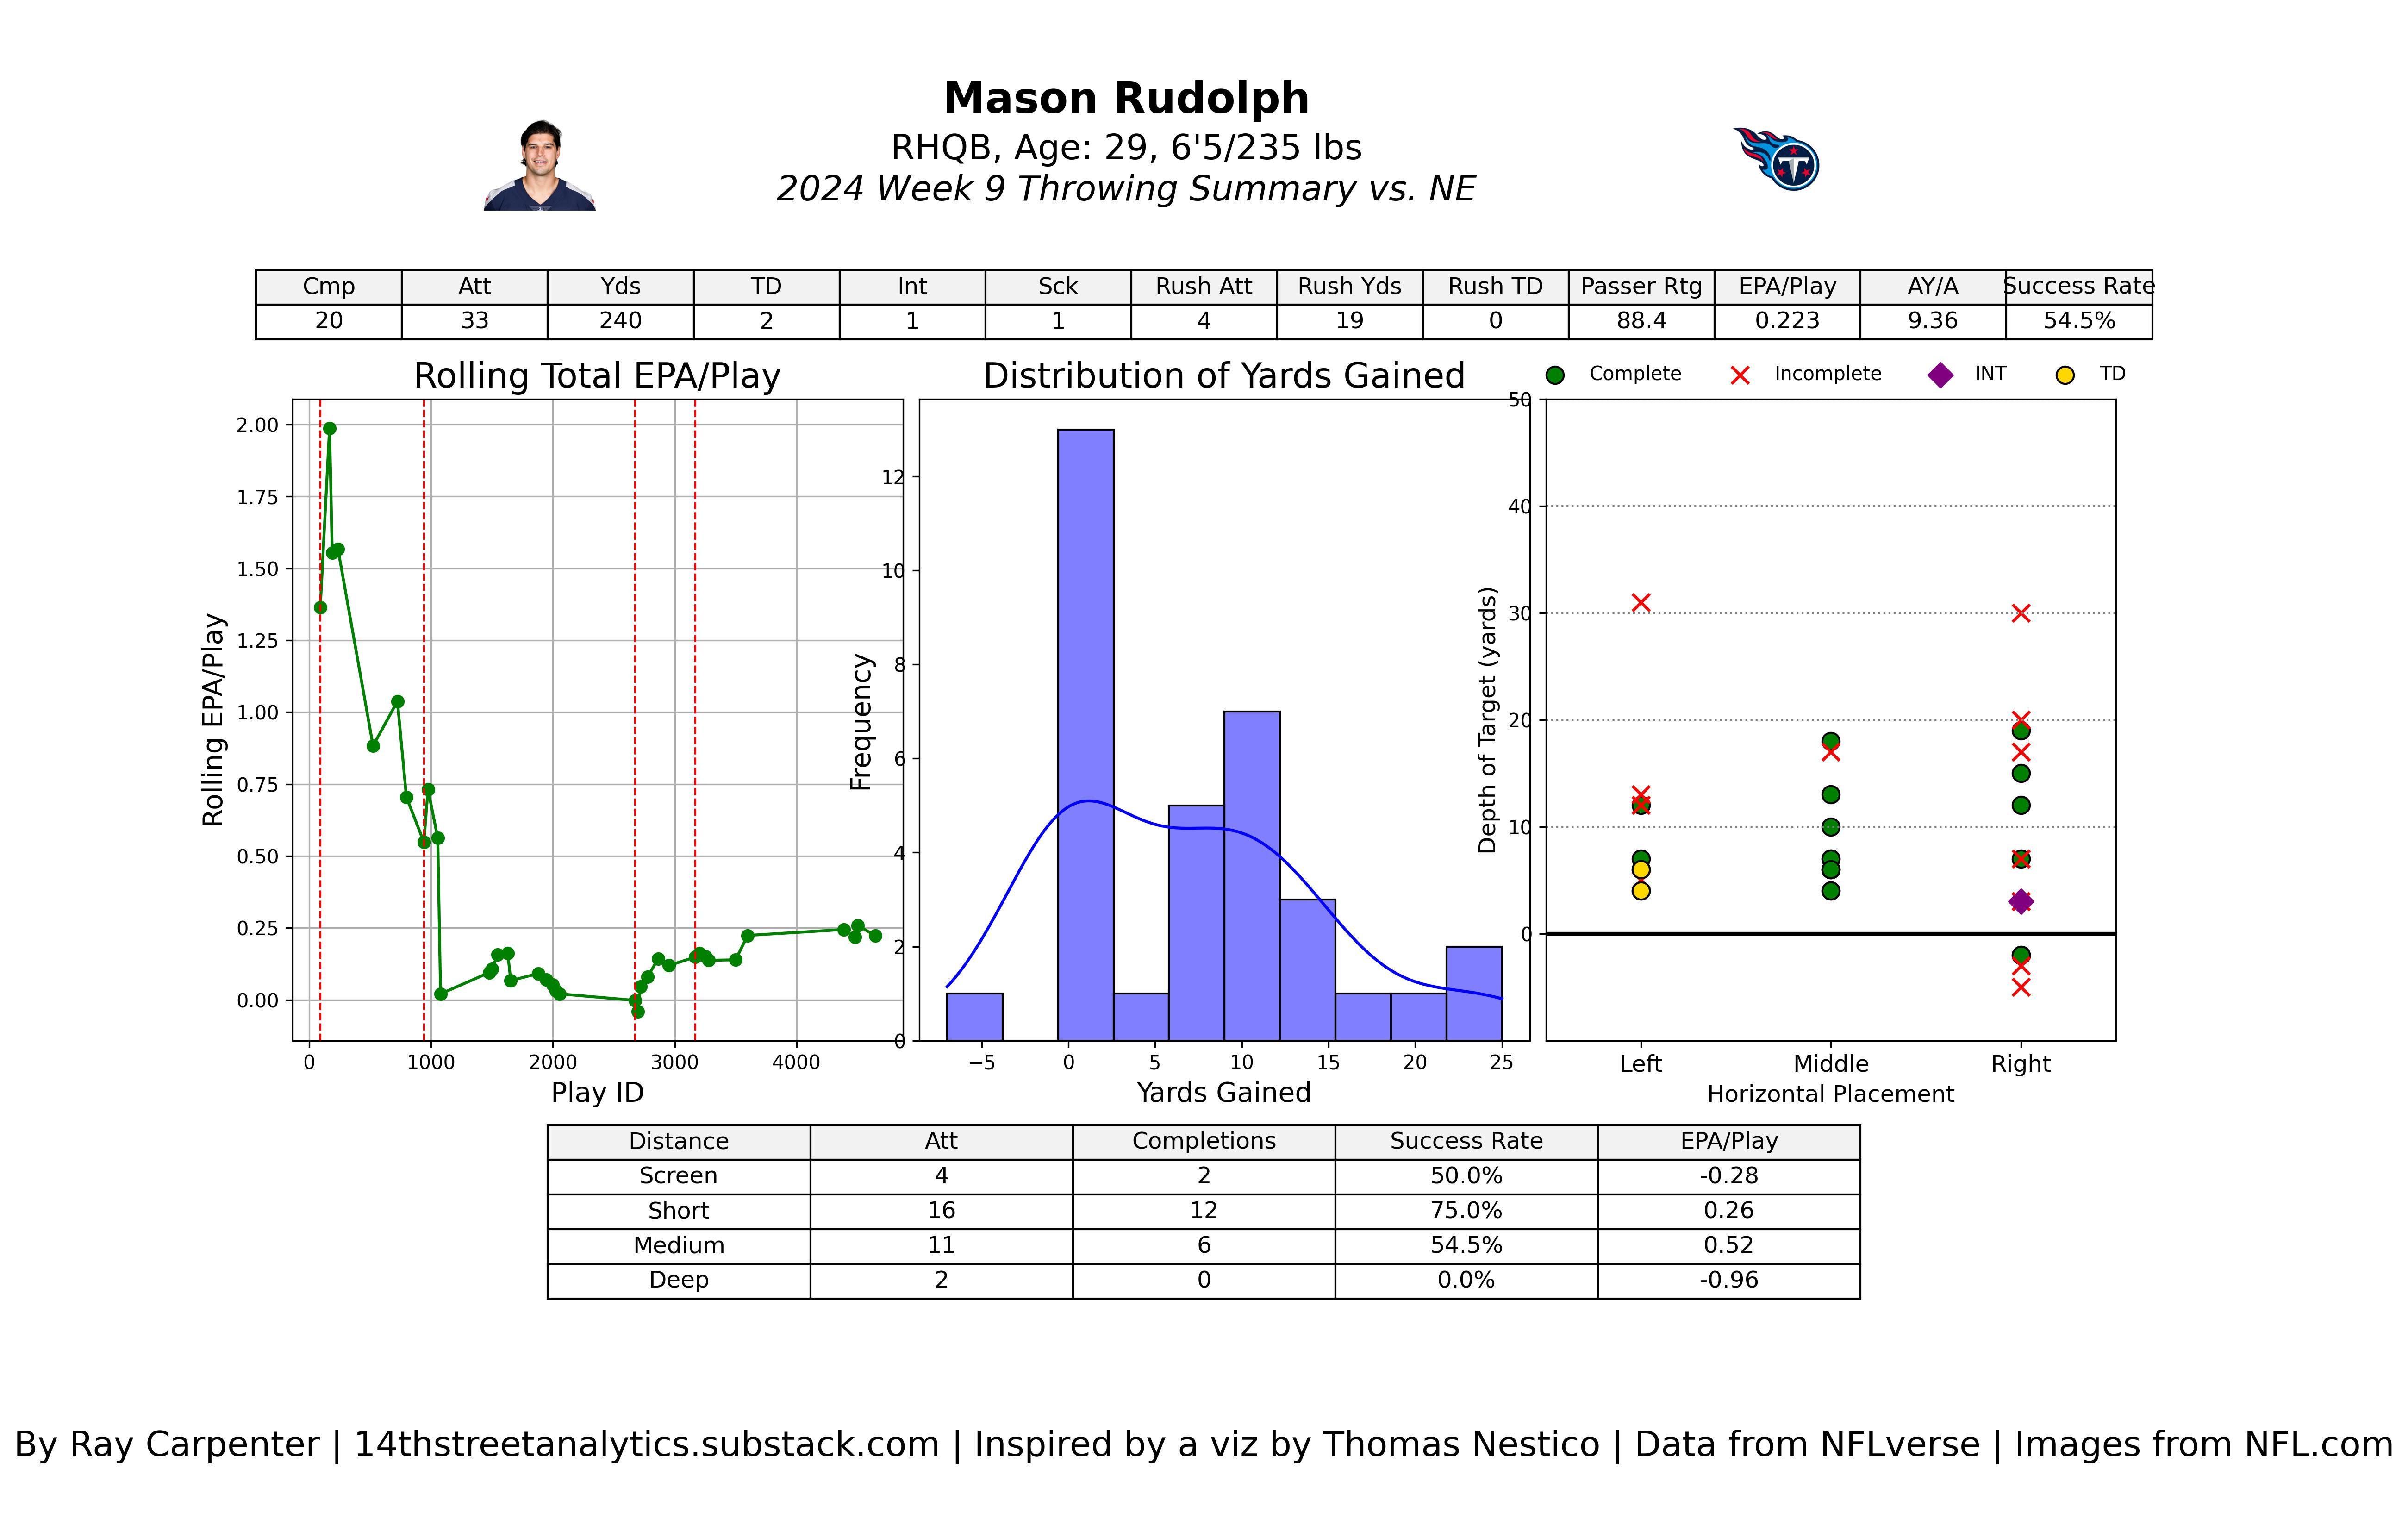 Mason Rudolph
RHQB, Age: 29, 6'5/235 lbs
2024 Week 9 Throwing Summary vs. NE
Cmp Att Yds TD Int Sck Rush Att Rush Yds Rush TD Passer Rtg EPA/Play AY/A Success Rate
20 33 240 2 1 1 4 19 0 88.4 0.223 9.36 54.5%
Rolling Total EPA/Play
2.00
1.75
1.50
1.25
1.00
0.75
0.50
0.25
0.00
Rolling EPA/Play
0 1000 2000 3000 4000
Play ID
Distribution of Yards Gained
12
10
8
6
4
2
0
Frequency
−5 0 5 10 15 20 25
Yards Gained
Complete Incomplete INT TD
50
40
30
20
10
0
Depth of Target (yards)
Left Middle Right
Horizontal Placement
Distance Att Completions Success Rate EPA/Play
Screen 4 2 50.0% -0.28
Short 16 12 75.0% 0.26
Medium 11 6 54.5% 0.52
Deep 2 0 0.0% -0.96
By Ray Carpenter | 14thstreetanalytics.substack.com | Inspired by a viz by Thomas Nestico | Data from NFLverse | Images from NFL.com